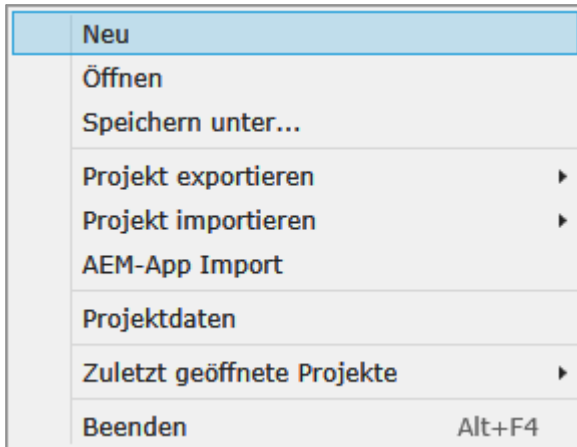 Neu
Öffnen
Speichern unter...
Projekt exportieren
Projekt importieren
AEM-App Import
Projektdaten
Zuletzt geöffnete Projekte
Beenden Alt+F4